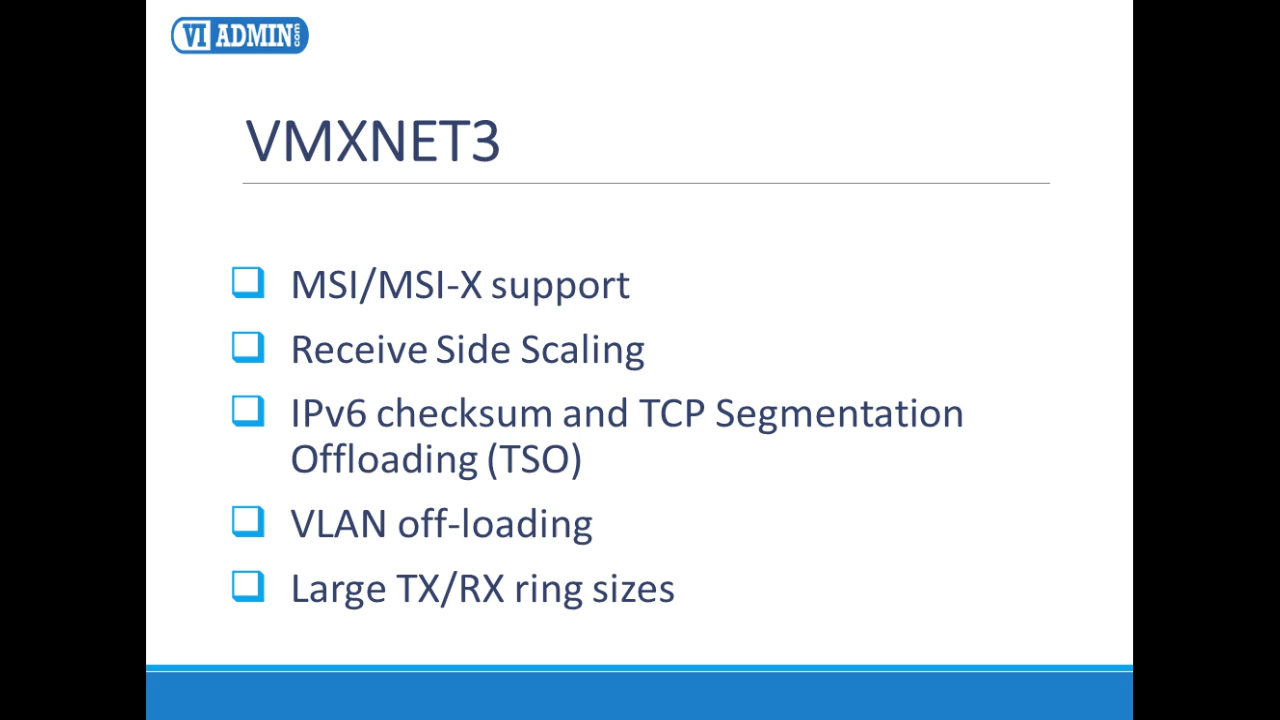 VI ADMIN.com
VMXNET3
MSI/MSI-X support
Receive Side Scaling
IPv6 checksum and TCP Segmentation
Offloading (TSO)
VLAN off-loading
Large TX/RX ring sizes